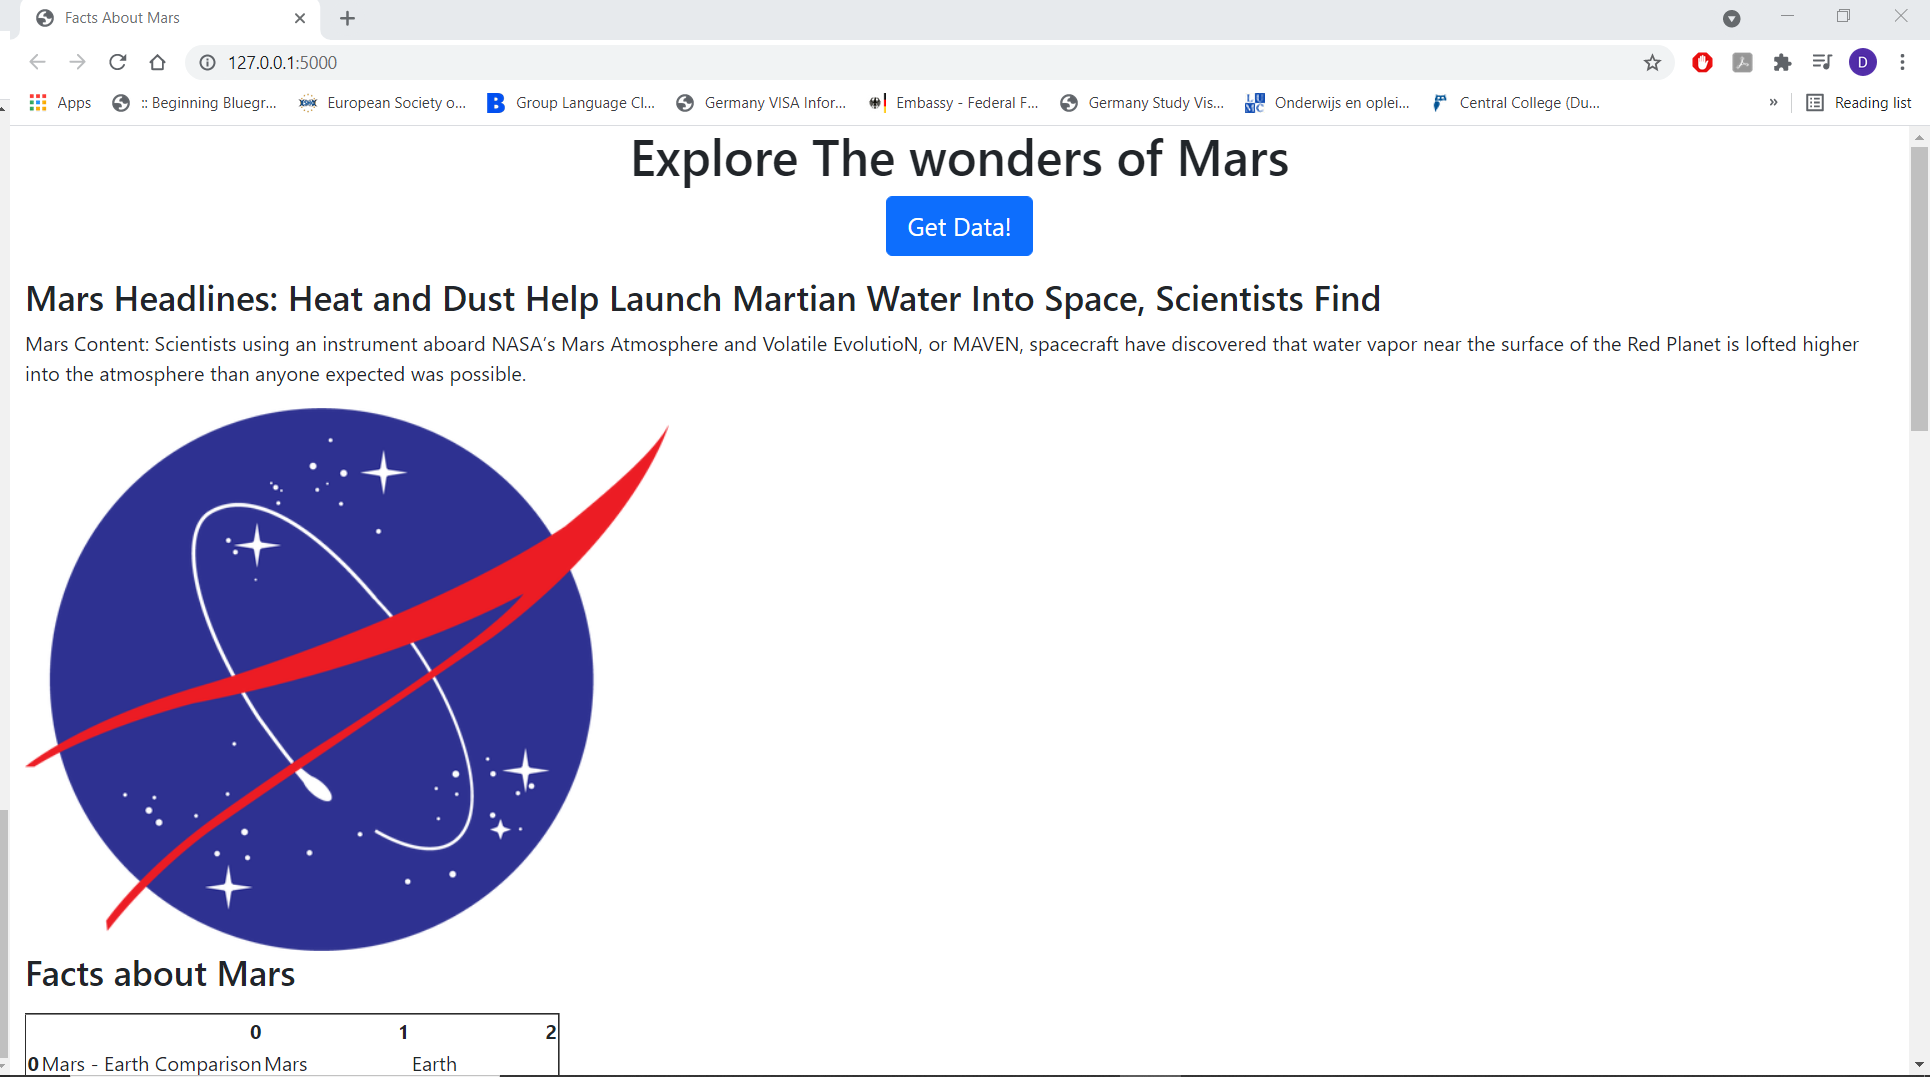 Facts About Mars
127.0.0.1:5000
D
Apps
:: Beginning Bluegr...
European Society o...
B
Group Language Cl...
Germany VISA Infor...
Embassy - Federal F...
Germany Study Vis...
LU
MC
Onderwijs en oplei...
Central College (Du...
»
Reading list
Explore The wonders of Mars
Get Data!
Mars Headlines: Heat and Dust Help Launch Martian Water Into Space, Scientists Find
Mars Content: Scientists using an instrument aboard NASA’s Mars Atmosphere and Volatile EvolutioN, or MAVEN, spacecraft have discovered that water vapor near the surface of the Red Planet is lofted higher
into the atmosphere than anyone expected was possible.
Facts about Mars
0 1 2
0 Mars - Earth Comparison Mars Earth